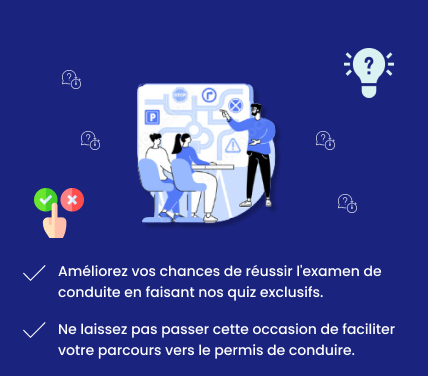 ?
P
Améliorez vos chances de réussir l'examen de
conduite en faisant nos quiz exclusifs.
Ne laissez pas passer cette occasion de faciliter
votre parcours vers le permis de conduire.